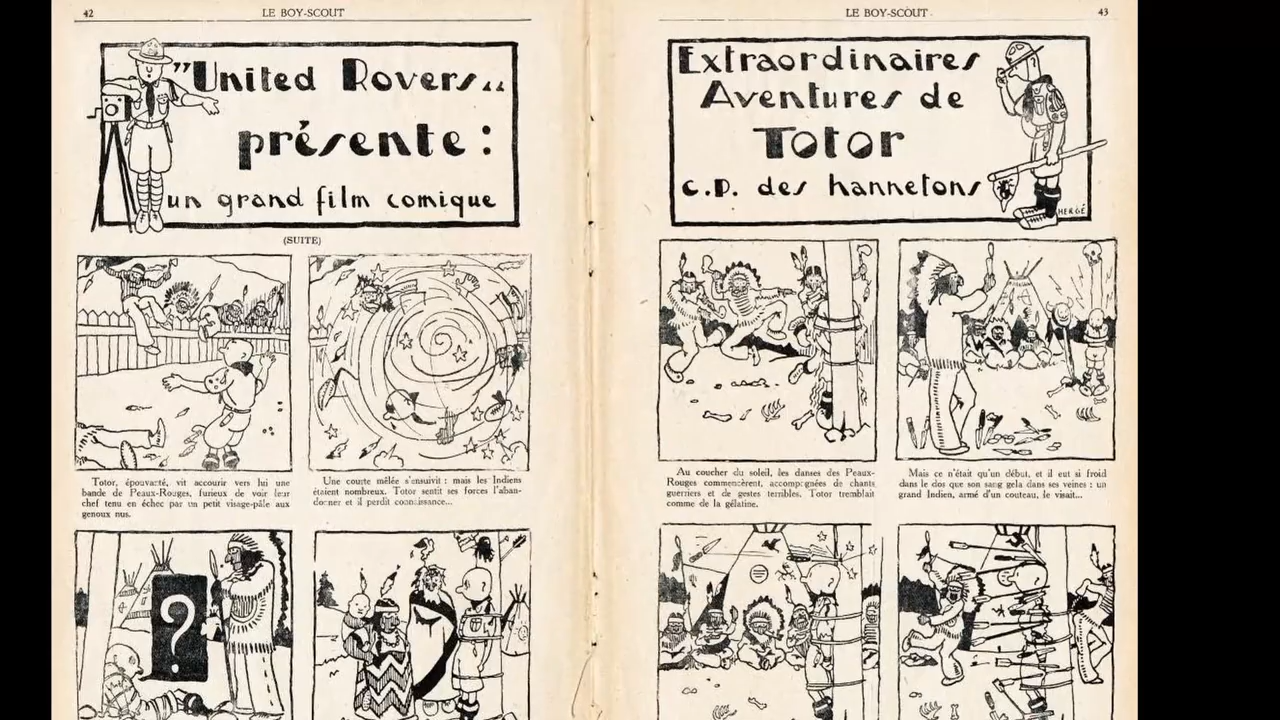 42
LE BOY-SCOUT
"United Rovers"
présente :
un grand film comique
(SUITE)
Totor, épouvanté, vit accourir vers lui une
bande de Peaux-Rouges, furieux de voir leur
chef tenu en échec par un petit visage-pâle aux
genoux nus.
Une courte mêlée s'ensuivit : mais les Indiens
étaient nombreux. Totor sentit ses forces l'aban-
donner et il perdit connaissance...
?
LE BOY-SCOUT
43
Extraordinaires
Aventures de
Totor
C.P. des hannetons
HERGÉ
Au coucher du soleil, les danses des Peaux-
Rouges commencèrent, accompagnées de chants
guerriers et de gestes terribles. Totor tremblait
comme de la gélatine.
Mais ce n'était qu'un début, et il eut si froid
dans le dos que son sang gela dans ses veines : un
grand Indien, armé d'un couteau, le visait...